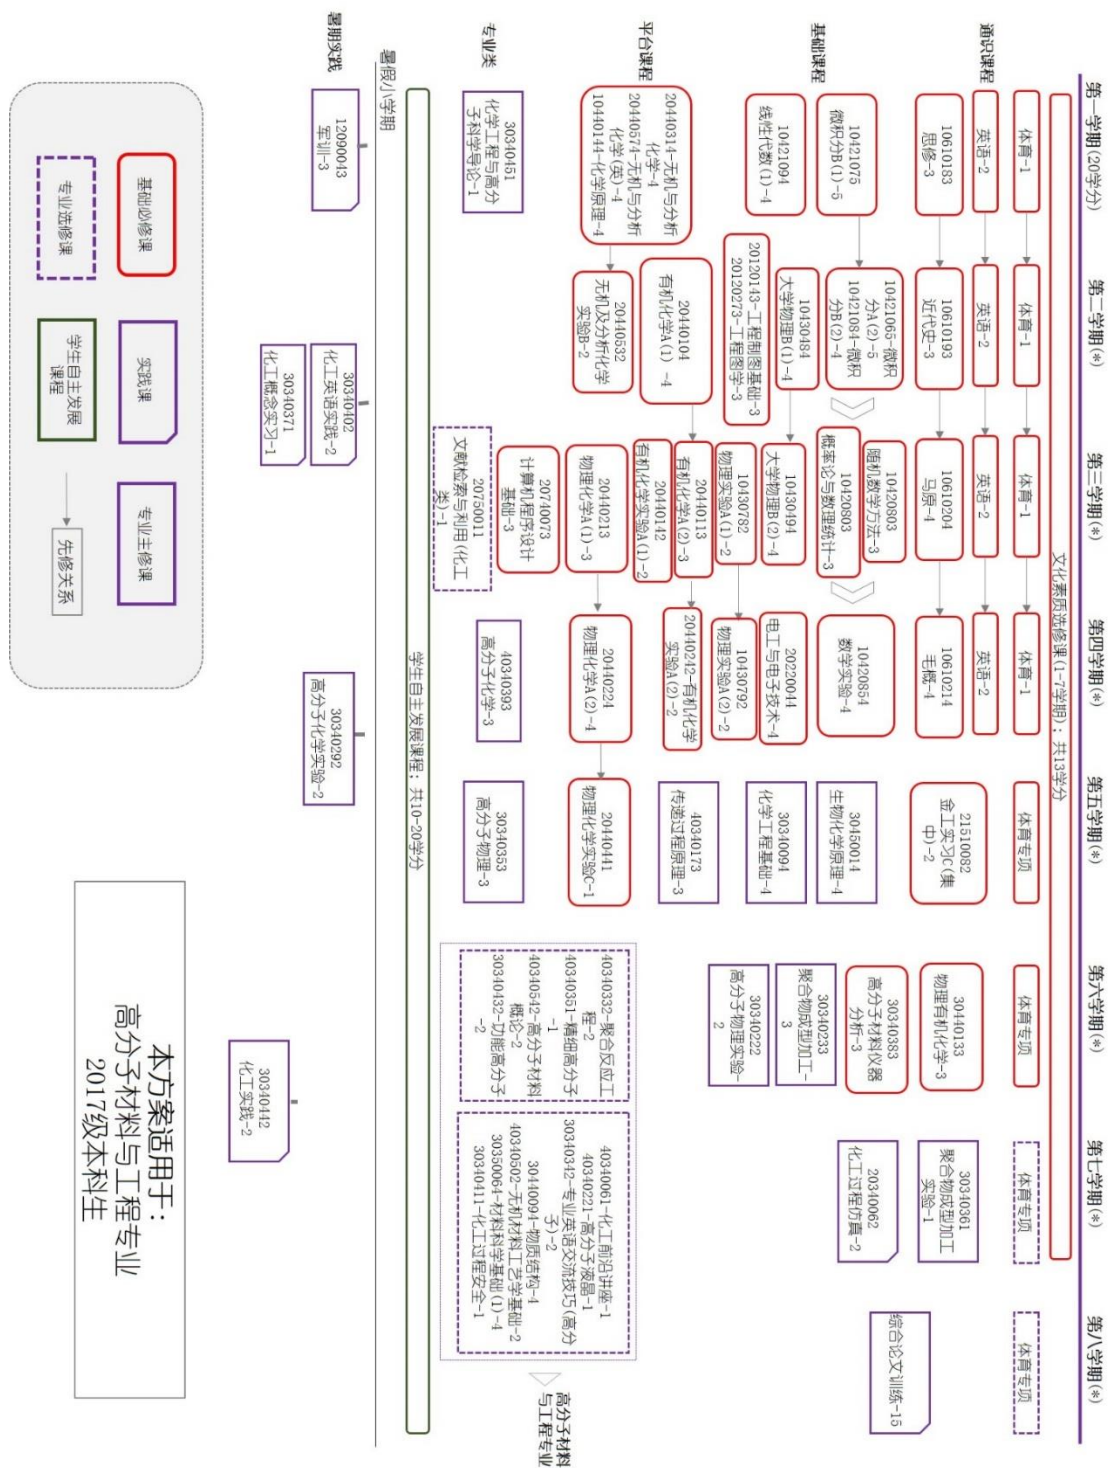 第一学期(20学分)
第二学期(*)
第三学期(*)
第四学期(*)
第五学期(*)
第六学期(*)
第七学期(*)
第八学期(*)
文化素质选修课(1-7学期)；共13学分
通识课程
体育-1
体育-1
体育-1
体育-1
体育专项
体育专项
体育专项
体育专项
英语-2
英语-2
英语-2
英语-2
10610183
思修-3
10610193
近代史-3
10610204
马原-4
10610214
毛概-4
21510082
金工实习C(集
中)-2
30440133
物理有机化学-3
30340361
聚合物成型加工
实验-1
综合论文训练-15
基础课程
10421075
微积分B(1)-5
10421065-微积
分A(2)-5
10421084-微积
分B(2)-4
10420803
随机数学方法-3
10420803
概率论与数理统计-3
10420854
数学实验-4
30450014
生物化学原理-4
30340383
高分子材料仪器
分析-3
20340062
化工过程仿真-2
10421094
线性代数(1)-4
10430484
大学物理B(1)-4
10430494
大学物理B(2)-4
20220044
电工与电子技术-4
30340094
化学工程基础-4
30340233
聚合物成型加工-
3
20120143-工程制图基础-3
20120273-工程图学-3
10430782
物理实验A(1)-2
10430792
物理实验A(2)-2
30340222
高分子物理实验-
2
平台课程
20440314-无机与分析
化学-4
20440574-无机与分析
化学(英)-4
10440144-化学原理-4
20440104
有机化学A(1)-4
20440113
有机化学A(2)-3
20440142
有机化学实验A(1)-2
20440242-有机化学
实验A(2)-2
40340173
传递过程原理-3
20440532
无机及分析化学
实验B-2
20440213
物理化学A(1)-3
20440224
物理化学A(2)-4
20440441
物理化学实验C-1
20740073
计算机程序设计
基础-3
专业类
30340451
化学工程与高分
子科学导论-1
20750011
文献检索与利用(化工
类)-1
40340393
高分子化学-3
30340353
高分子物理-3
40340332-聚合反应工
程-2
40340351-精细高分子
-1
40340542-高分子材料
概论-2
30340432-功能高分子
-2
40340061-化工前沿讲座-1
40340221-高分子液晶-1
30340342-专业英语交流技巧(高分
子)-2
30440094-物质结构-4
40340502-无机材料工艺学基础-2
30350064-材料科学基础(1)-4
30340411-化工过程安全-1
高分子材料
与工程专业
学生自主发展课程；共10-20学分
暑假小学期
暑期实践
12090043
军训-3
30340402
化工英语实践-2
30340371
化工概念实习-1
30340292
高分子化学实验-2
30340442
化工实践-2
基础必修课
实践课
专业主修课
专业选修课
学生自主发展
课程
先修关系
本方案适用于：
高分子材料与工程专业
2017级本科生